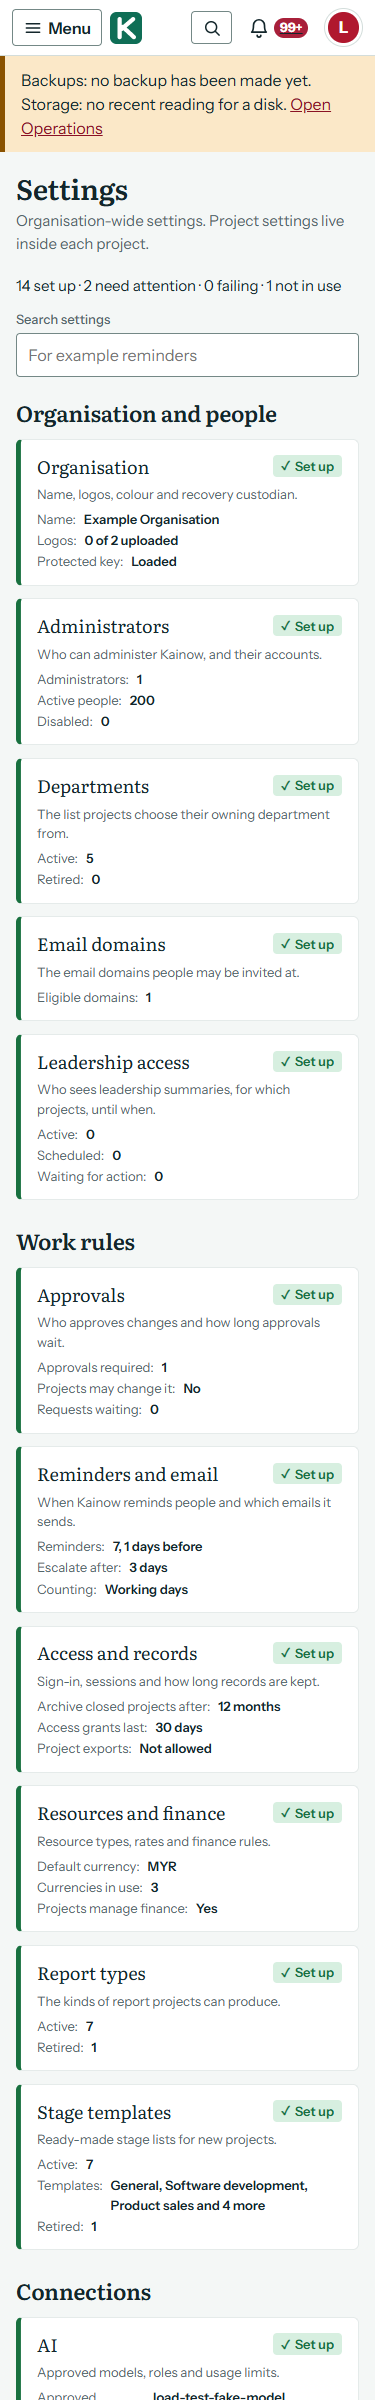 Menu
K
99+
L
Backups: no backup has been made yet.
Storage: no recent reading for a disk. Open
Operations
Settings
Organisation-wide settings. Project settings live
inside each project.
14 set up · 2 need attention · 0 failing · 1 not in use
Search settings
For example reminders
Organisation and people
Organisation
✓ Set up
Name, logos, colour and recovery custodian.
Name: Example Organisation
Logos: 0 of 2 uploaded
Protected key: Loaded
Administrators
✓ Set up
Who can administer Kainow, and their accounts.
Administrators: 1
Active people: 200
Disabled: 0
Departments
✓ Set up
The list projects choose their owning department
from.
Active: 5
Retired: 0
Email domains
✓ Set up
The email domains people may be invited at.
Eligible domains: 1
Leadership access
✓ Set up
Who sees leadership summaries, for which
projects, until when.
Active: 0
Scheduled: 0
Waiting for action: 0
Work rules
Approvals
✓ Set up
Who approves changes and how long approvals
wait.
Approvals required: 1
Projects may change it: No
Requests waiting: 0
Reminders and email
✓ Set up
When Kainow reminds people and which emails it
sends.
Reminders: 7, 1 days before
Escalate after: 3 days
Counting: Working days
Access and records
✓ Set up
Sign-in, sessions and how long records are kept.
Archive closed projects after: 12 months
Access grants last: 30 days
Project exports: Not allowed
Resources and finance
✓ Set up
Resource types, rates and finance rules.
Default currency: MYR
Currencies in use: 3
Projects manage finance: Yes
Report types
✓ Set up
The kinds of report projects can produce.
Active: 7
Retired: 1
Stage templates
✓ Set up
Ready-made stage lists for new projects.
Active: 7
Templates: General, Software development,
Product sales and 4 more
Retired: 1
Connections
AI
✓ Set up
Approved models, roles and usage limits.
Approved load-test-fake-model